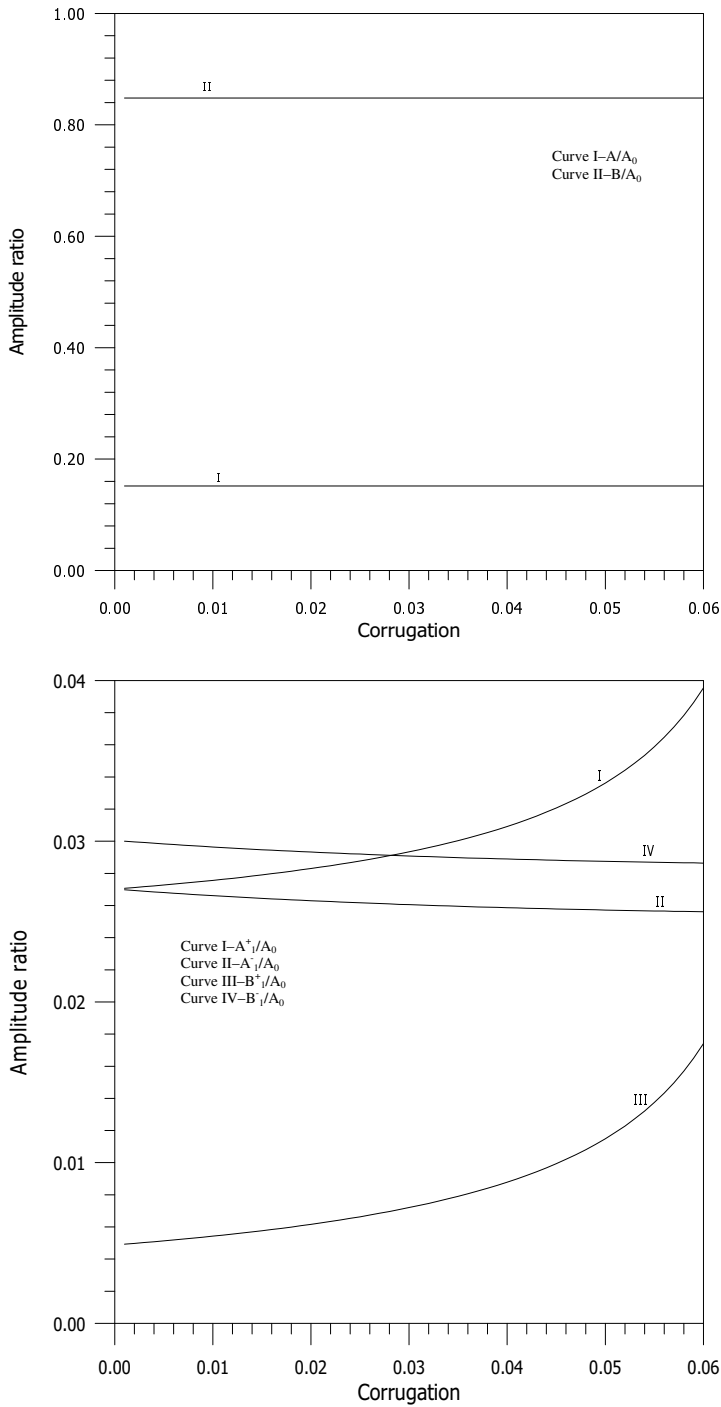 1.00
II
0.80
Curve I–A/A0
Curve II–B/A0
0.60
Amplitude ratio
0.40
0.20
I
0.00
0.00 0.01 0.02 0.03 0.04 0.05 0.06
Corrugation
0.04
I
0.03
IV
II
Curve I–A+1/A0
Curve II–A-1/A0
Curve III–B+1/A0
Curve IV–B-1/A0
Amplitude ratio
0.02
III
0.01
0.00
0.00 0.01 0.02 0.03 0.04 0.05 0.06
Corrugation